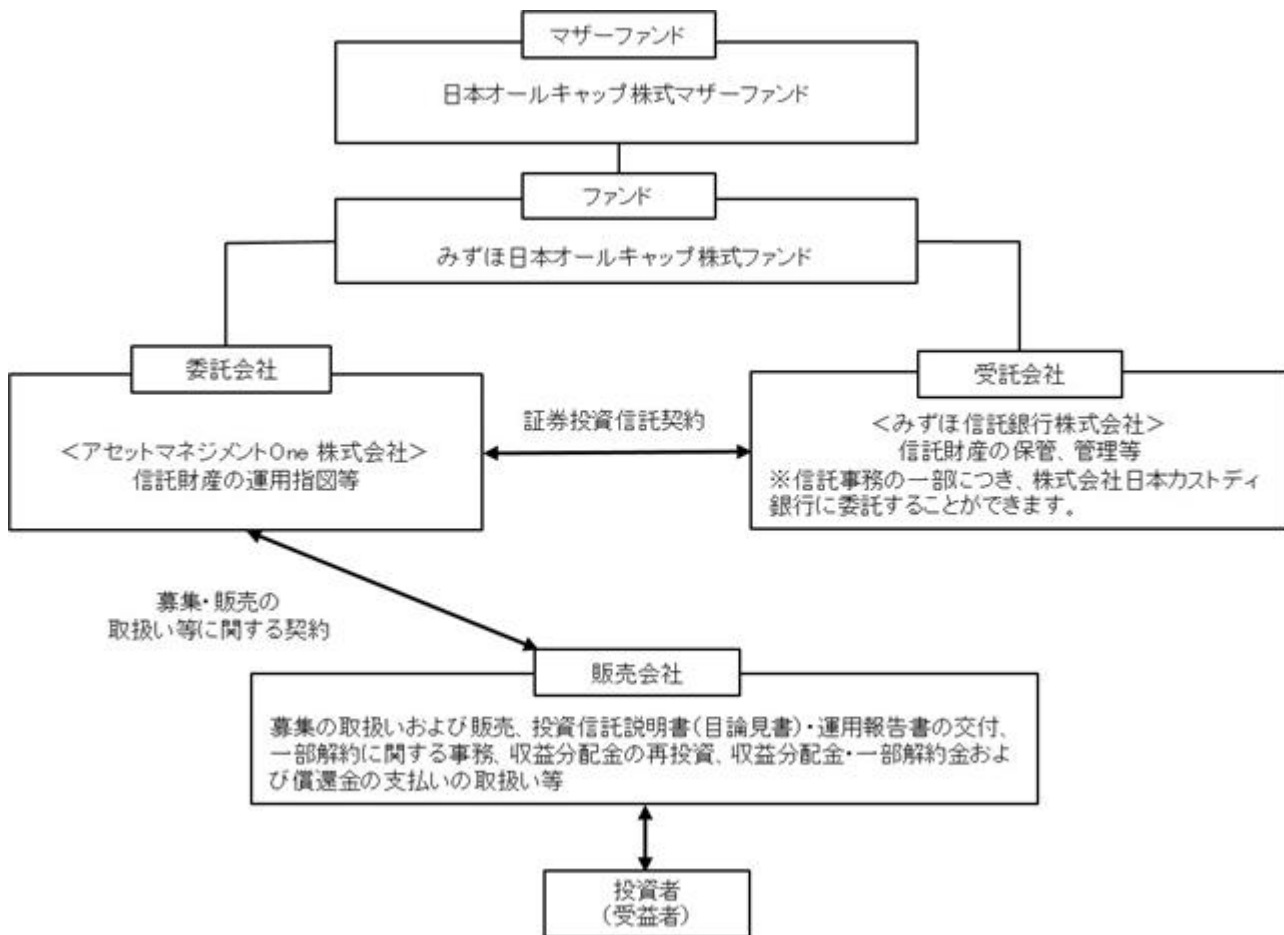 マザーファンド
日本オールキャップ株式マザーファンド
ファンド
みずほ日本オールキャップ株式ファンド
委託会社
<アセットマネジメントOne 株式会社>
信託財産の運用指図等
証券投資信託契約
受託会社
<みずほ信託銀行株式会社>
信託財産の保管、管理等
※信託事務の一部につき、株式会社日本カストディ
銀行に委託することができます。
募集・販売の
取扱い等に関する契約
販売会社
募集の取扱いおよび販売、投資信託説明書(目論見書)・運用報告書の交付、
一部解約に関する事務、収益分配金の再投資、収益分配金・一部解約金およ
び償還金の支払いの取扱い等
投資者
(受益者)